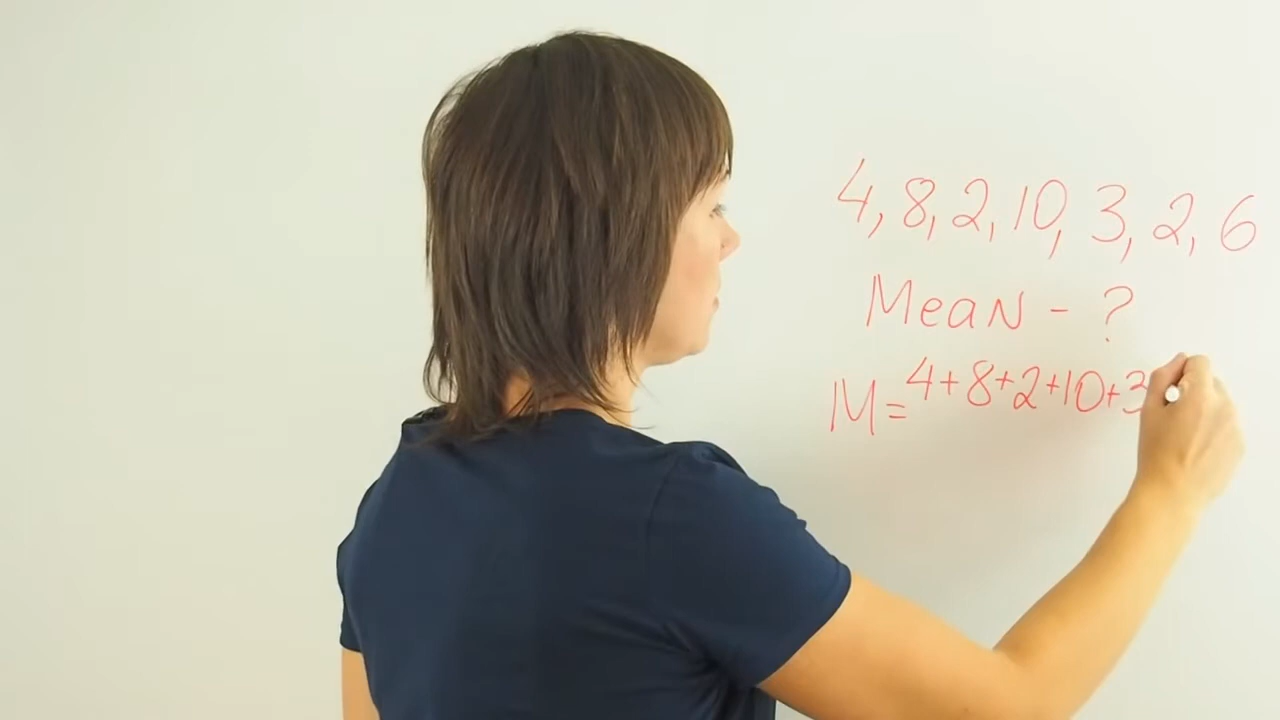 4, 8, 2, 10, 3, 2, 6
Mean - ?
M = 4+8+2+10+3